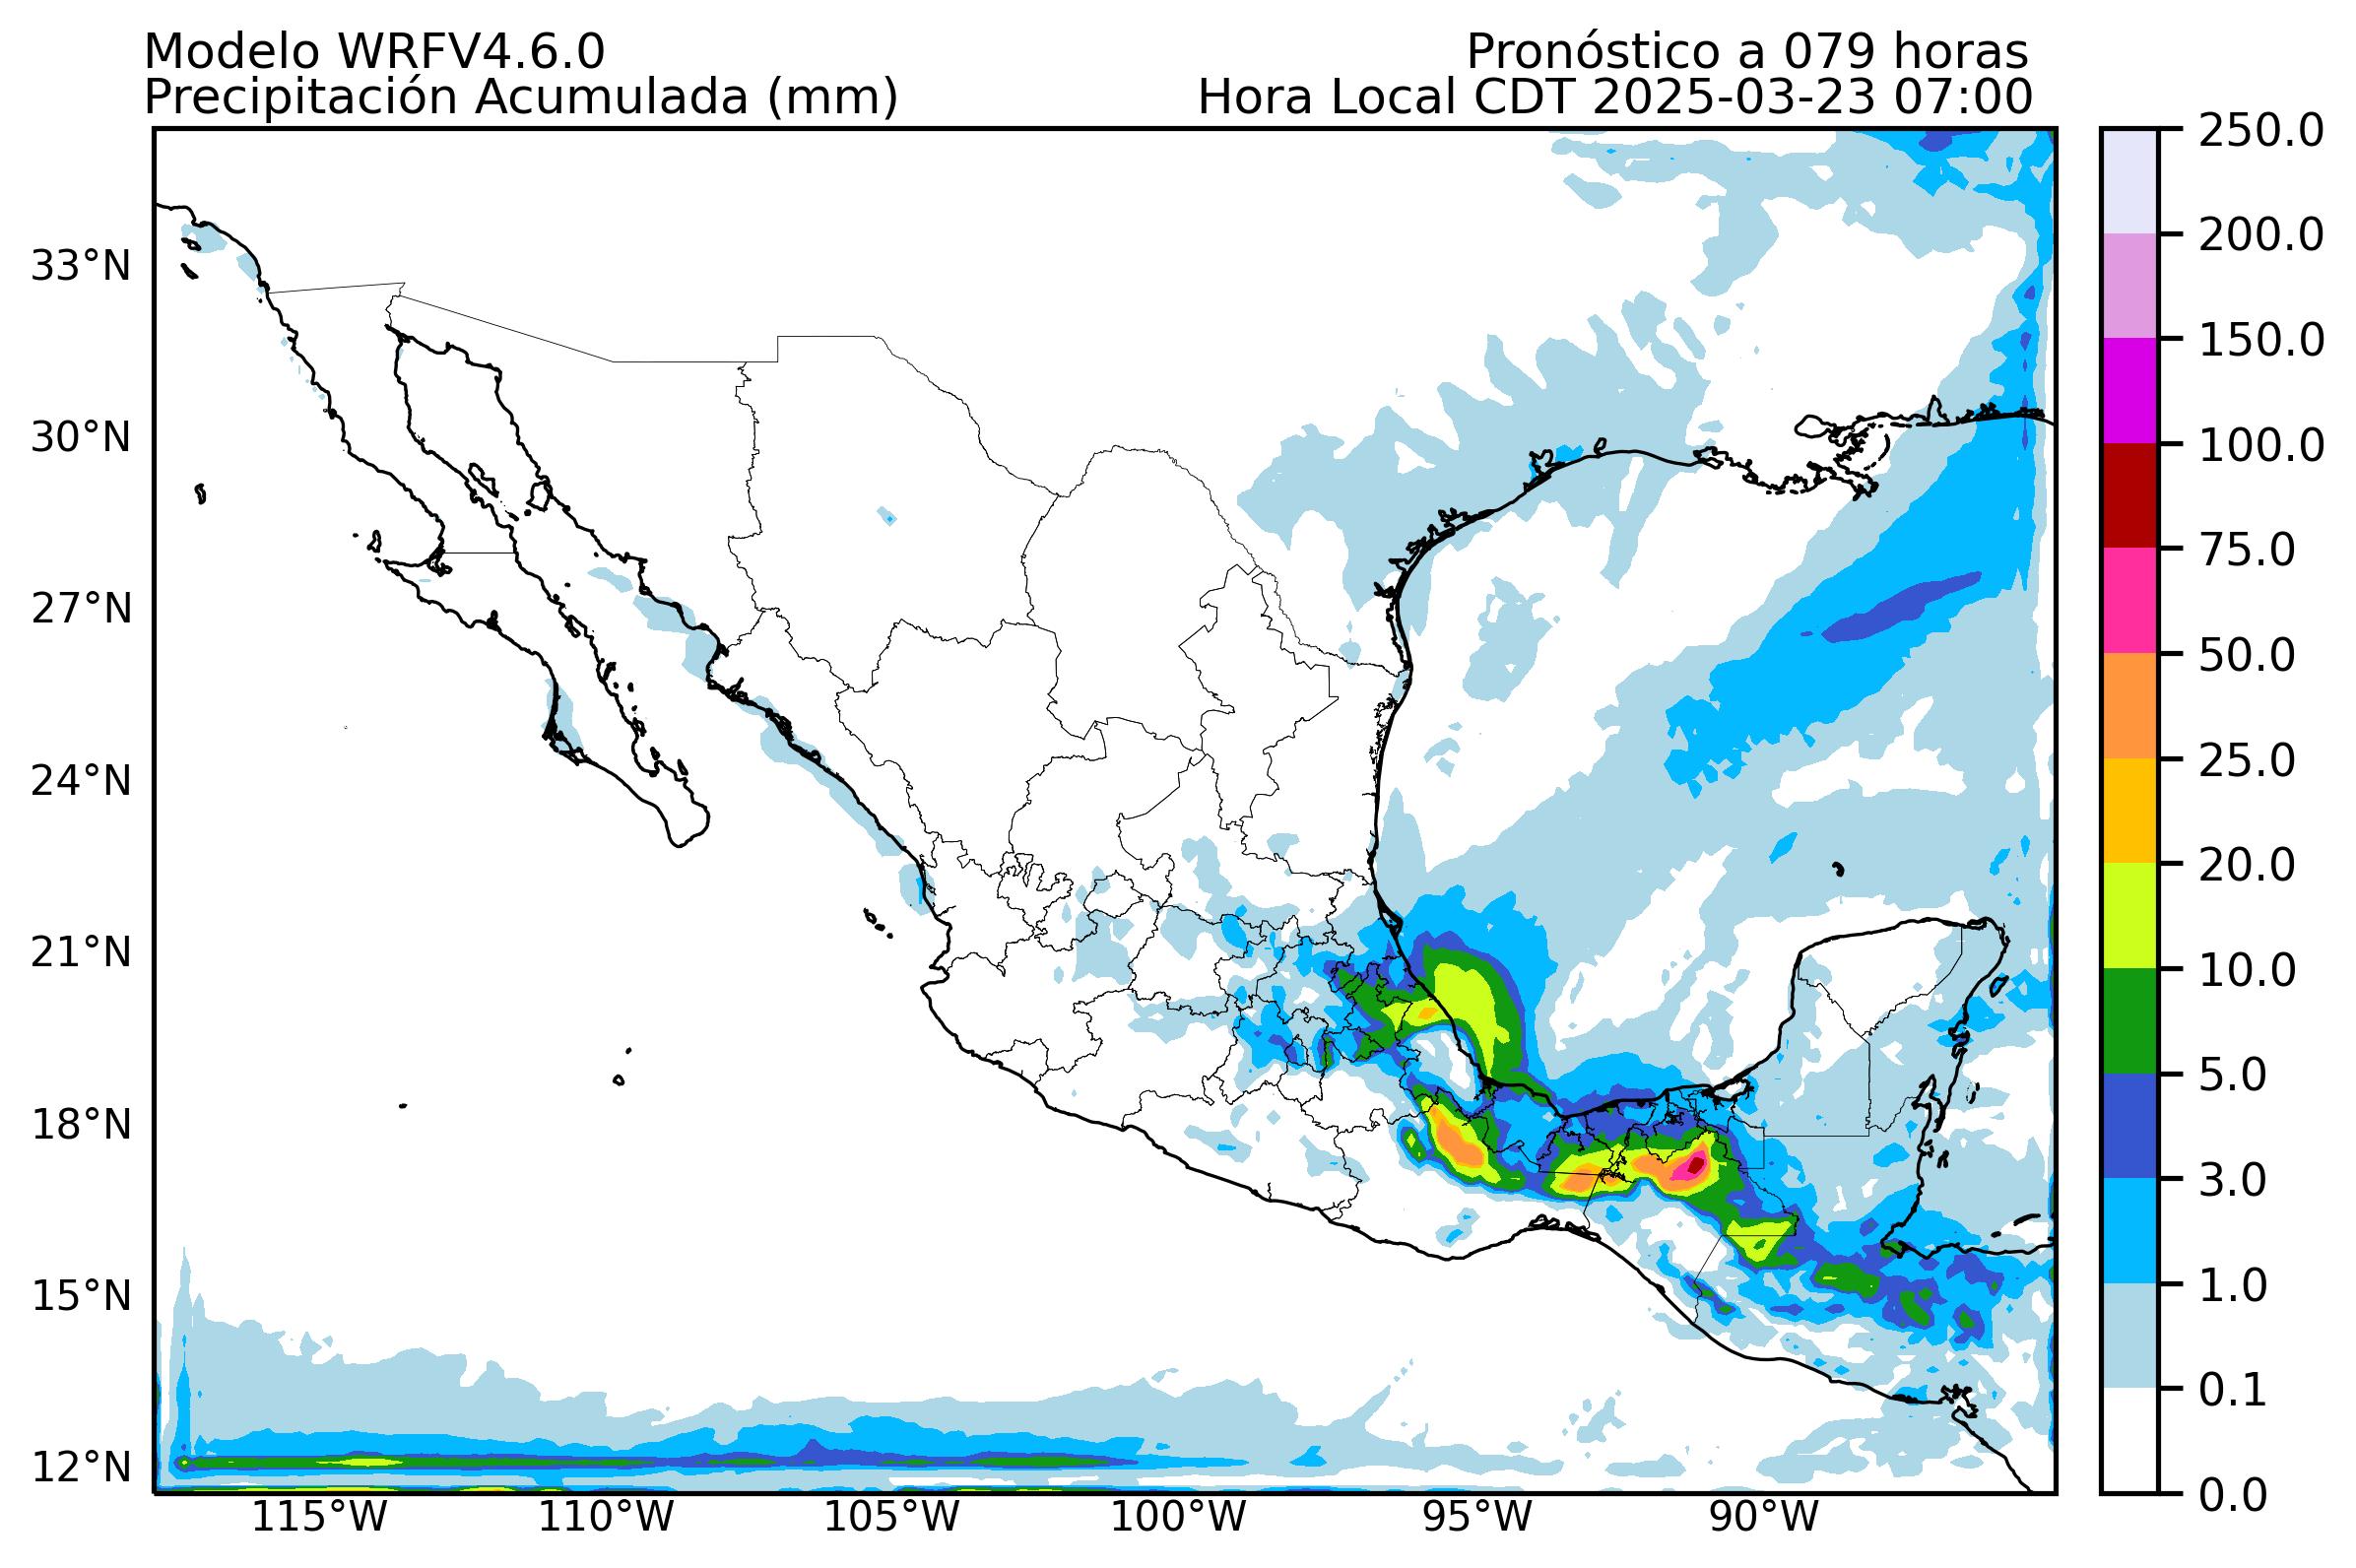 Modelo WRFV4.6.0
Pronóstico a 079 horas
Precipitación Acumulada (mm)
Hora Local CDT 2025-03-23 07:00
33°N
30°N
27°N
24°N
21°N
18°N
15°N
12°N
115°W
110°W
105°W
100°W
95°W
90°W
250.0
200.0
150.0
100.0
75.0
50.0
25.0
20.0
10.0
5.0
3.0
1.0
0.1
0.0